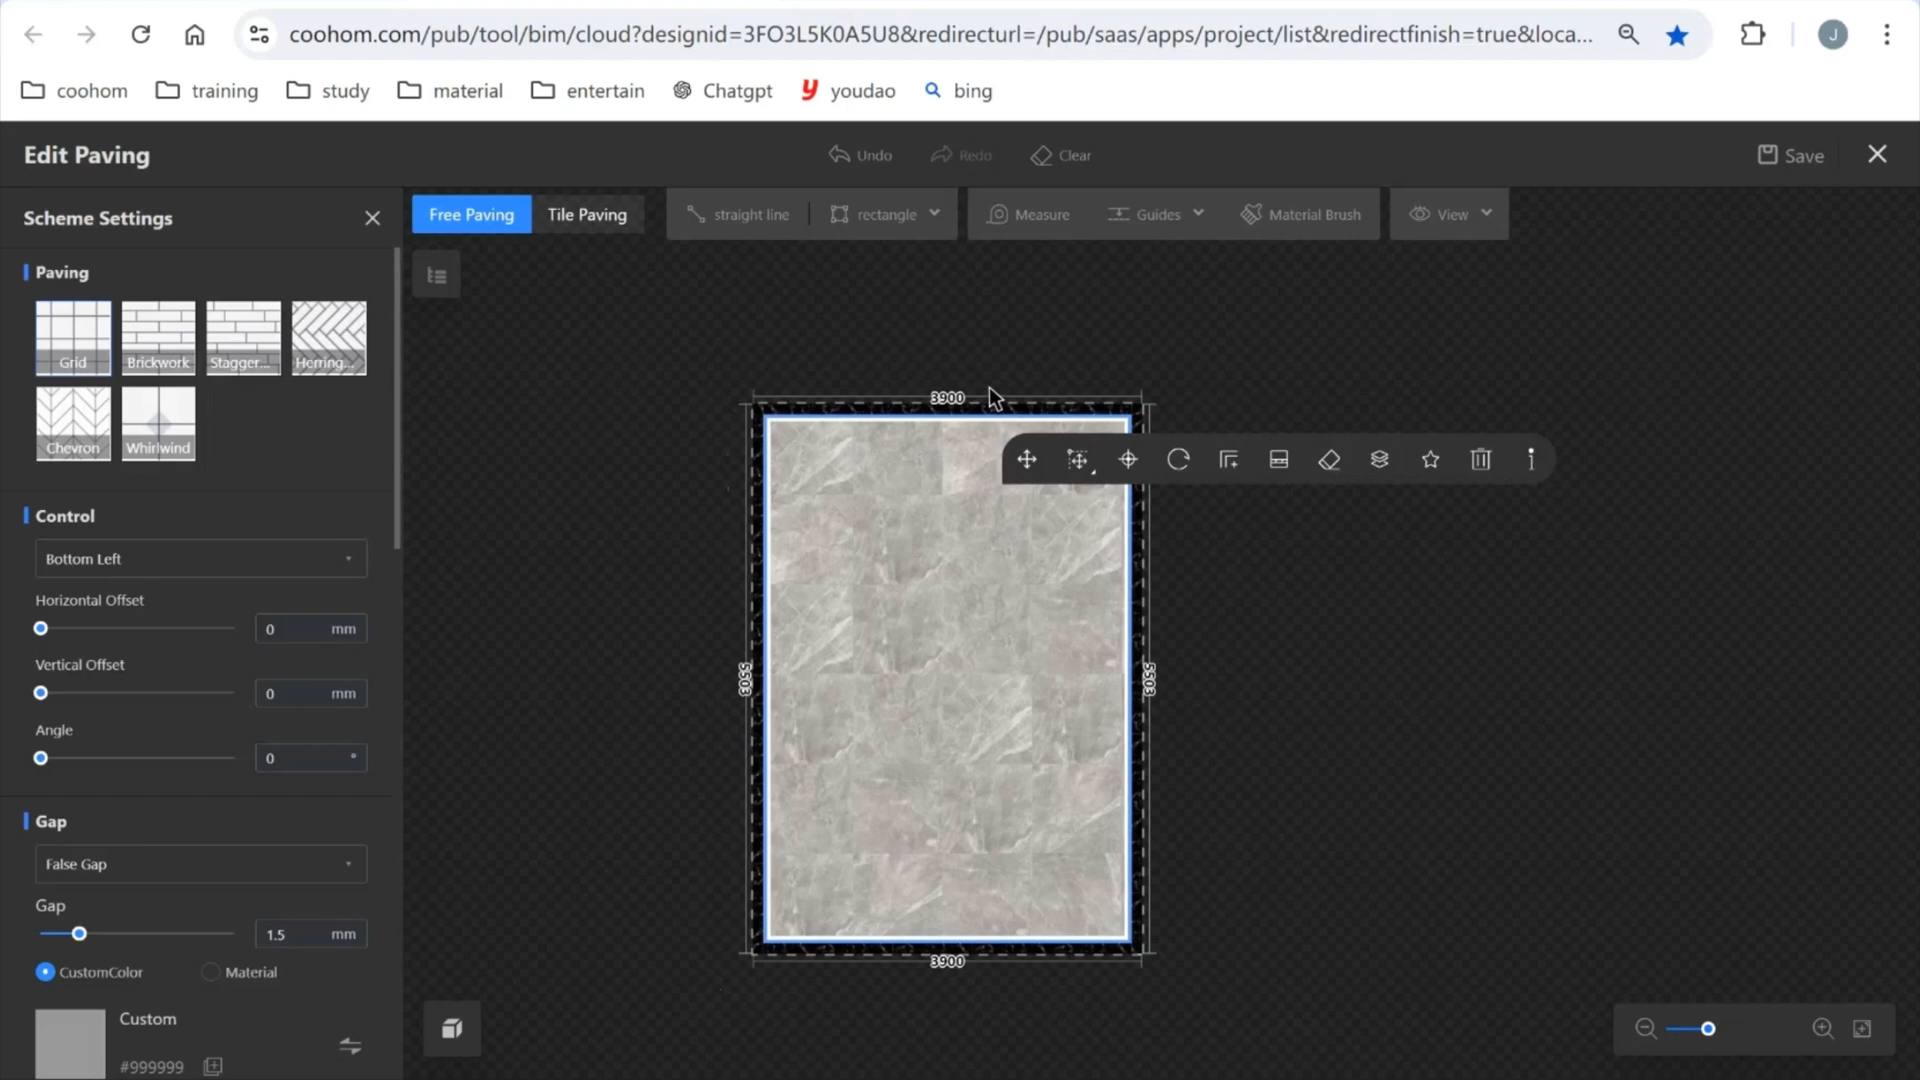 coohom.com/pub/tool/bim/cloud?designid=3FO3L5K0A5U8&redirecturl=/pub/saas/apps/project/list&redirectfinish=true&loca...
J
coohom
training
study
material
entertain
Chatgpt
y youdao
bing
Edit Paving
Undo
Redo
Clear
Save
Scheme Settings
Free Paving
Tile Paving
straight line
rectangle
Measure
Guides
Material Brush
View
Paving
Grid
Brickwork
Stagger...
Herring...
Chevron
Whirlwind
Control
Bottom Left
Horizontal Offset
0 mm
Vertical Offset
0 mm
Angle
0 °
Gap
False Gap
Gap
1.5 mm
CustomColor
Material
Custom
#999999
3900
5503
5503
3900